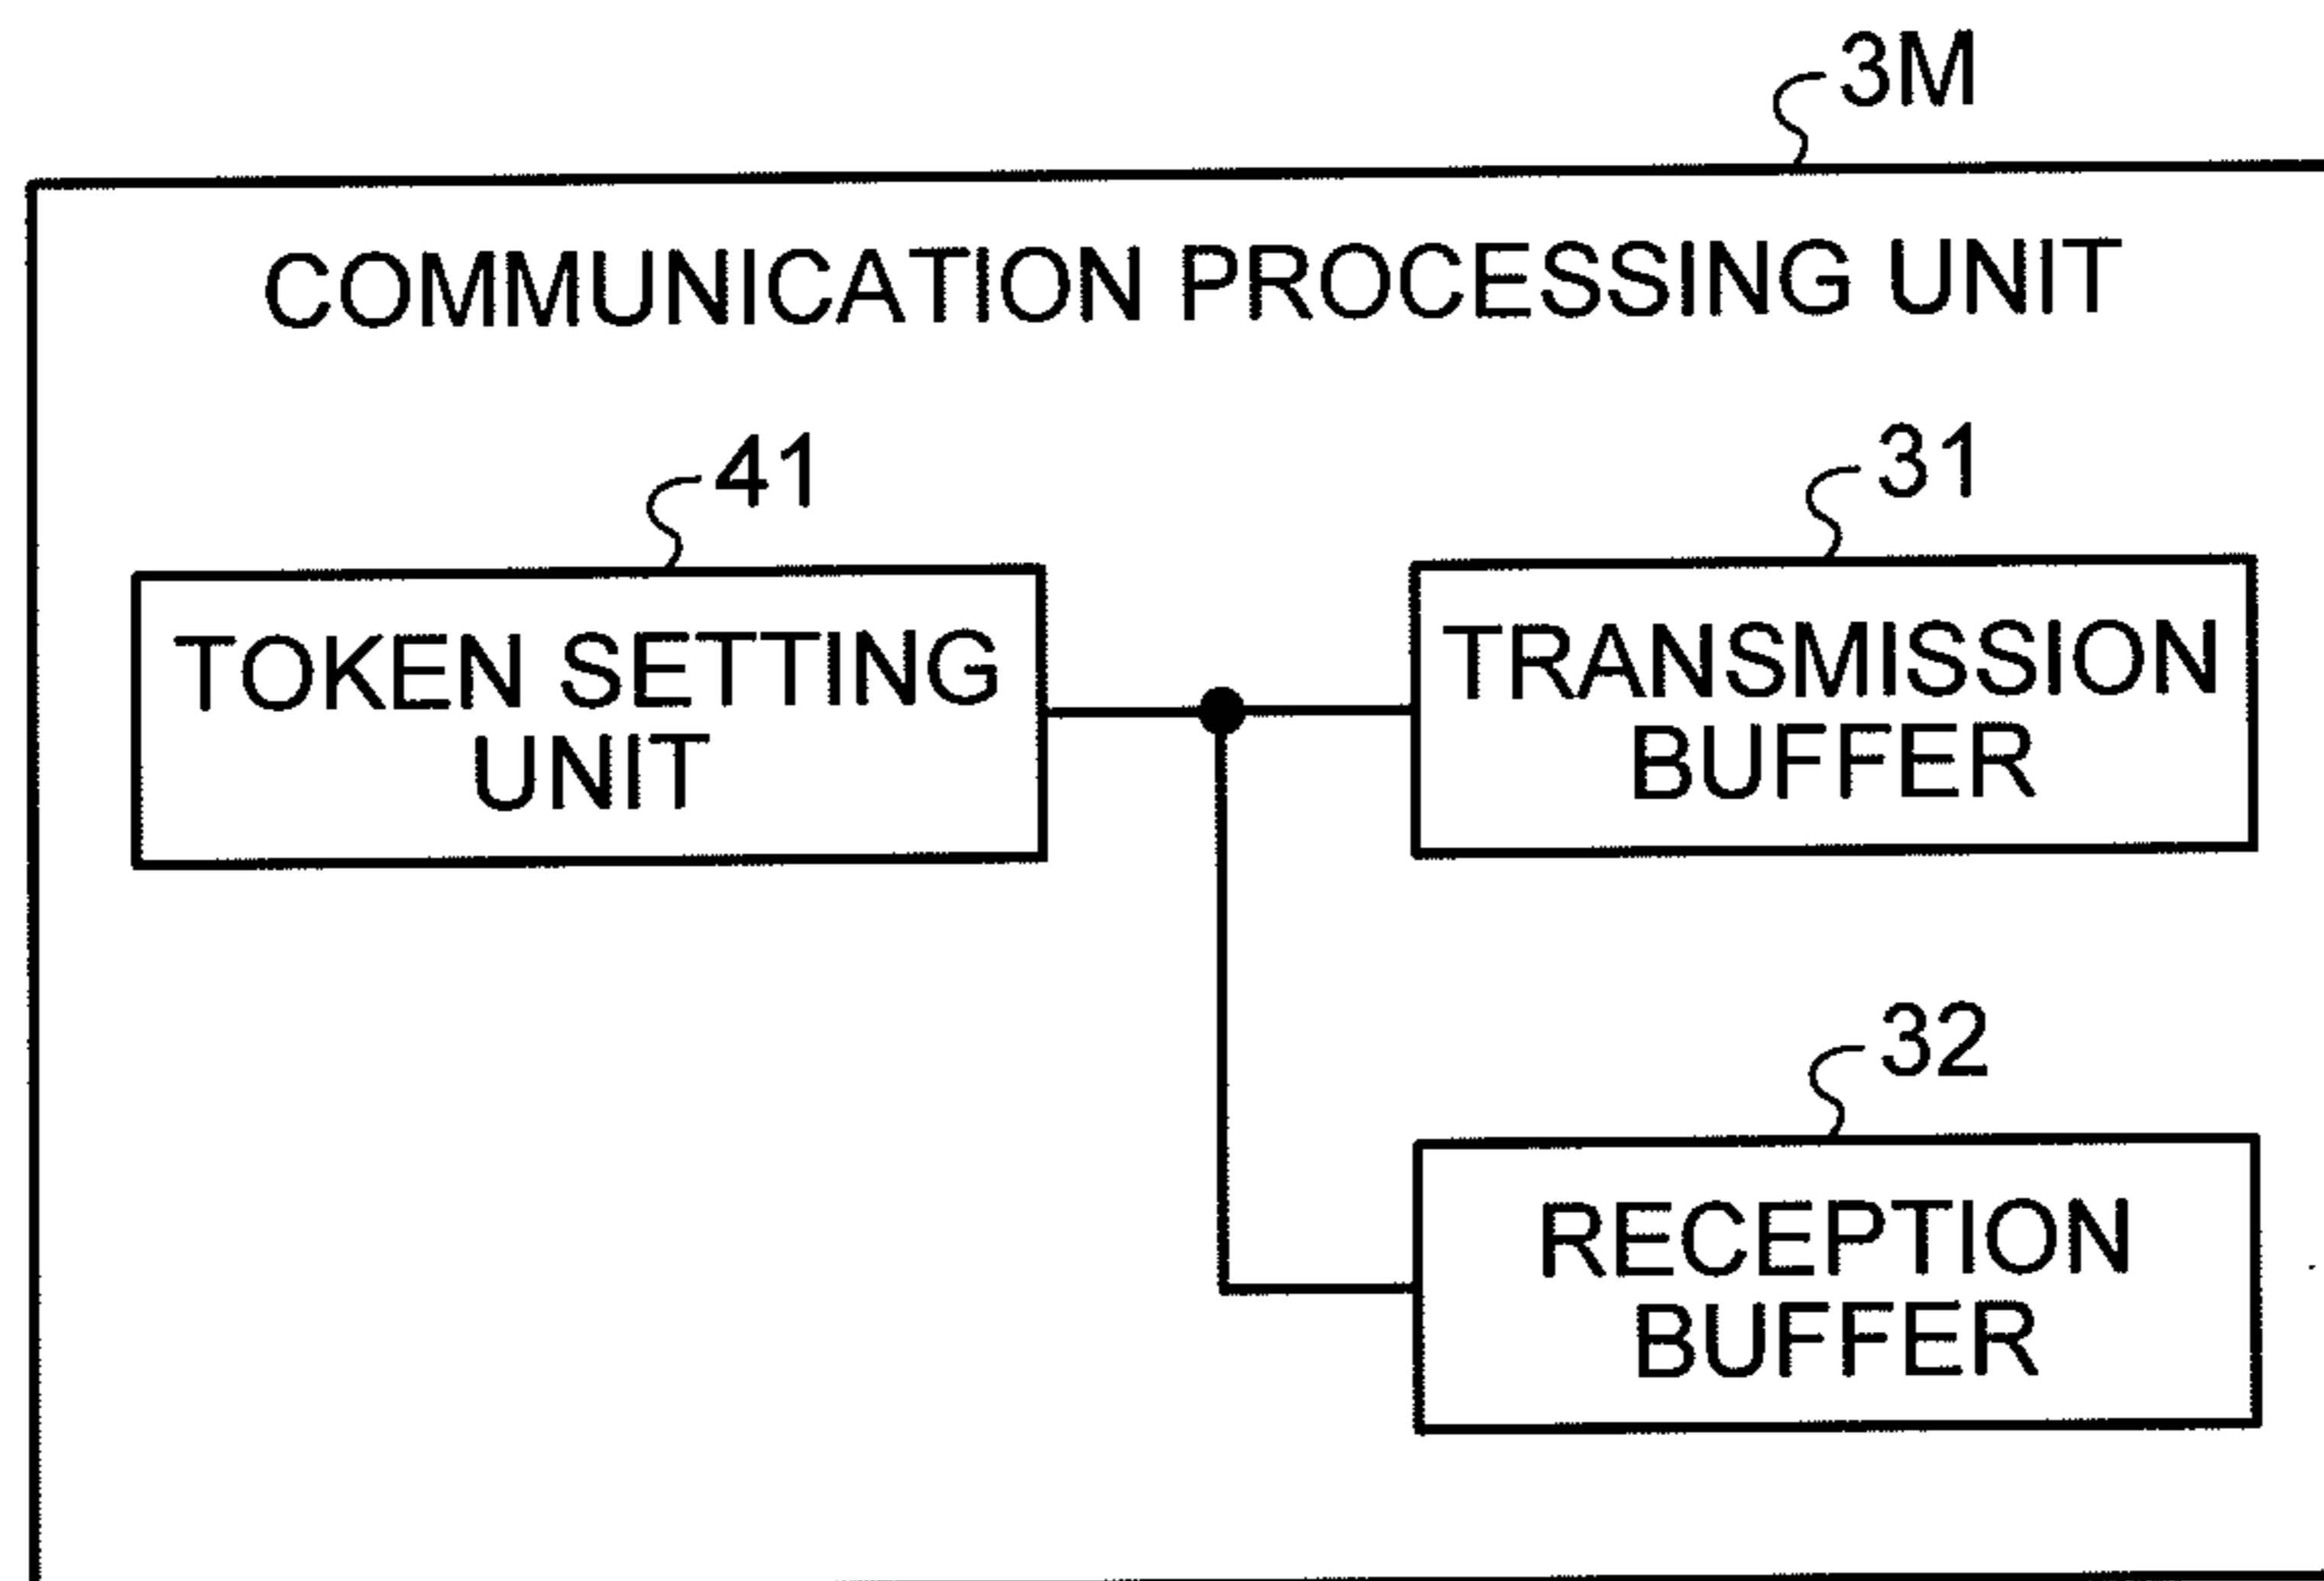 3M
COMMUNICATION PROCESSING UNIT
41
31
TOKEN SETTING
UNIT
TRANSMISSION
BUFFER
32
RECEPTION
BUFFER